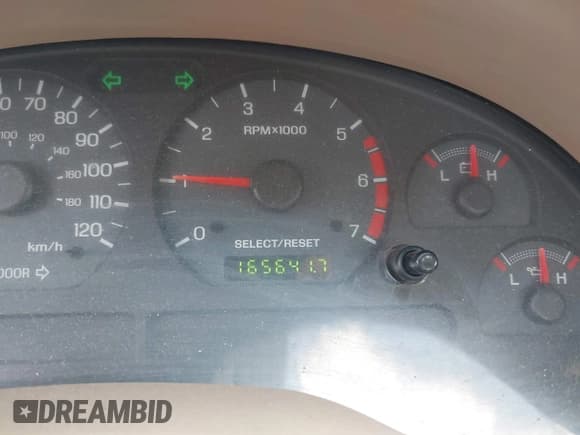 60 70 80 90 100 110 120
100 120 140 160 180
km/h
DOOR
0 1 2 3 4 5 6 7
RPM×1000
SELECT/RESET
165641.7
L H
L H
DREAMBID